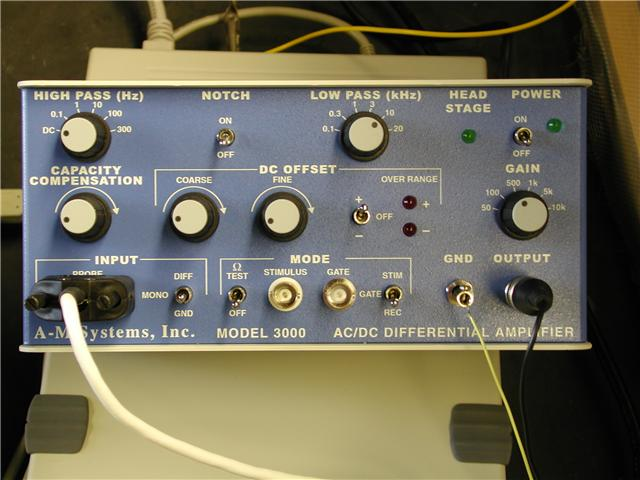 HIGH PASS (Hz)
NOTCH
LOW PASS (kHz)
HEAD
STAGE
POWER
DC
0.1
1
10
100
300
ON
OFF
0.1
0.3
1
3
10
20
ON
OFF
CAPACITY
COMPENSATION
DC OFFSET
COARSE
FINE
OVER RANGE
+
OFF
−
+
−
GAIN
50
100
500
1k
5k
10k
INPUT
PROBE
DIFF
MONO
GND
MODE
Ω
TEST
OFF
STIMULUS
GATE
STIM
GATE
REC
GND
OUTPUT
A-M Systems, Inc.
MODEL 3000
AC/DC DIFFERENTIAL AMPLIFIER